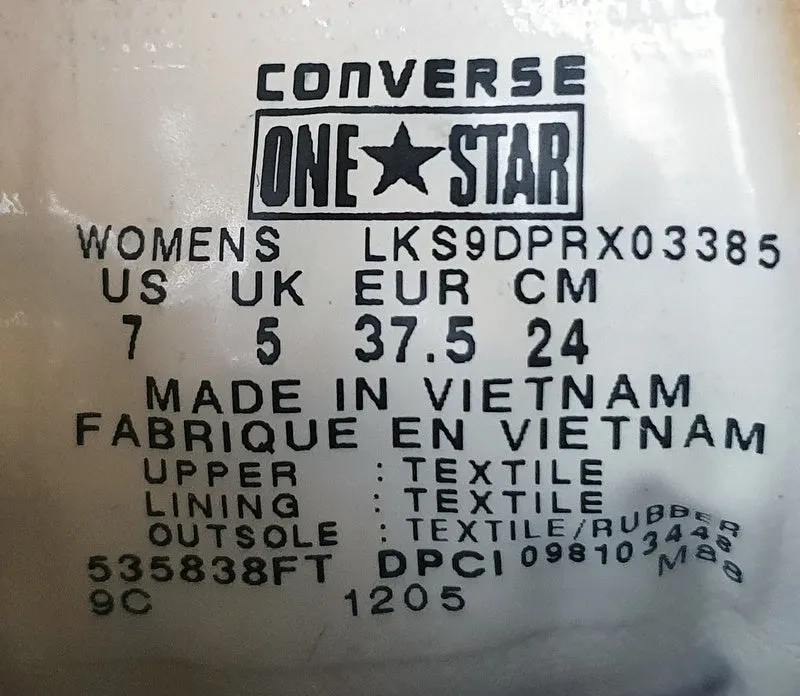 CONVERSE
ONE★STAR
WOMENS LKS9DPRX03385
US UK EUR CM
7 5 37.5 24
MADE IN VIETNAM
FABRIQUE EN VIETNAM
UPPER : TEXTILE
LINING : TEXTILE
OUTSOLE : TEXTILE/RUBBER
535838FT DPCI 098103448
9C 1205